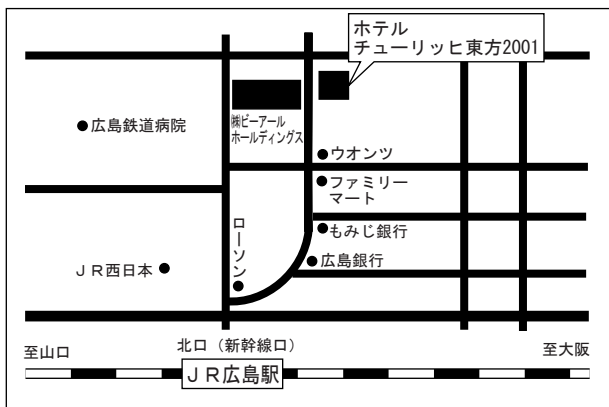 ホテル
チューリッヒ東方2001
㈱ビーアール
ホールディングス
広島鉄道病院
ウオンツ
ファミリー
マート
ローソン
もみじ銀行
広島銀行
ＪＲ西日本
北口（新幹線口）
至山口
至大阪
ＪＲ広島駅